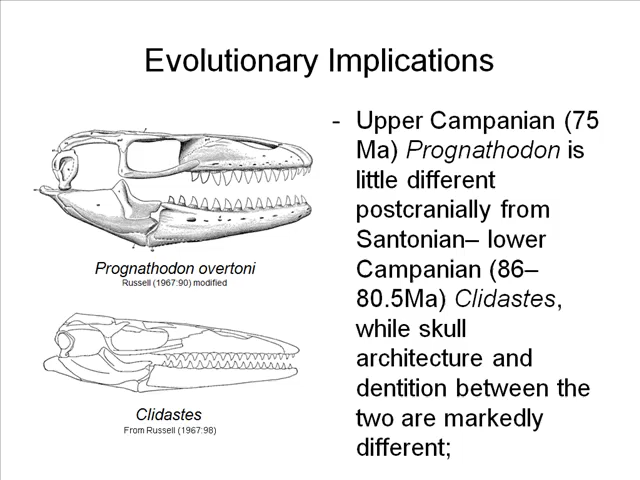 Evolutionary Implications
Prognathodon overtoni
Russell (1967:90) modified
Clidastes
From Russell (1967:98)
- Upper Campanian (75
Ma) Prognathodon is
little different
postcranially from
Santonian– lower
Campanian (86–
80.5Ma) Clidastes,
while skull
architecture and
dentition between the
two are markedly
different;